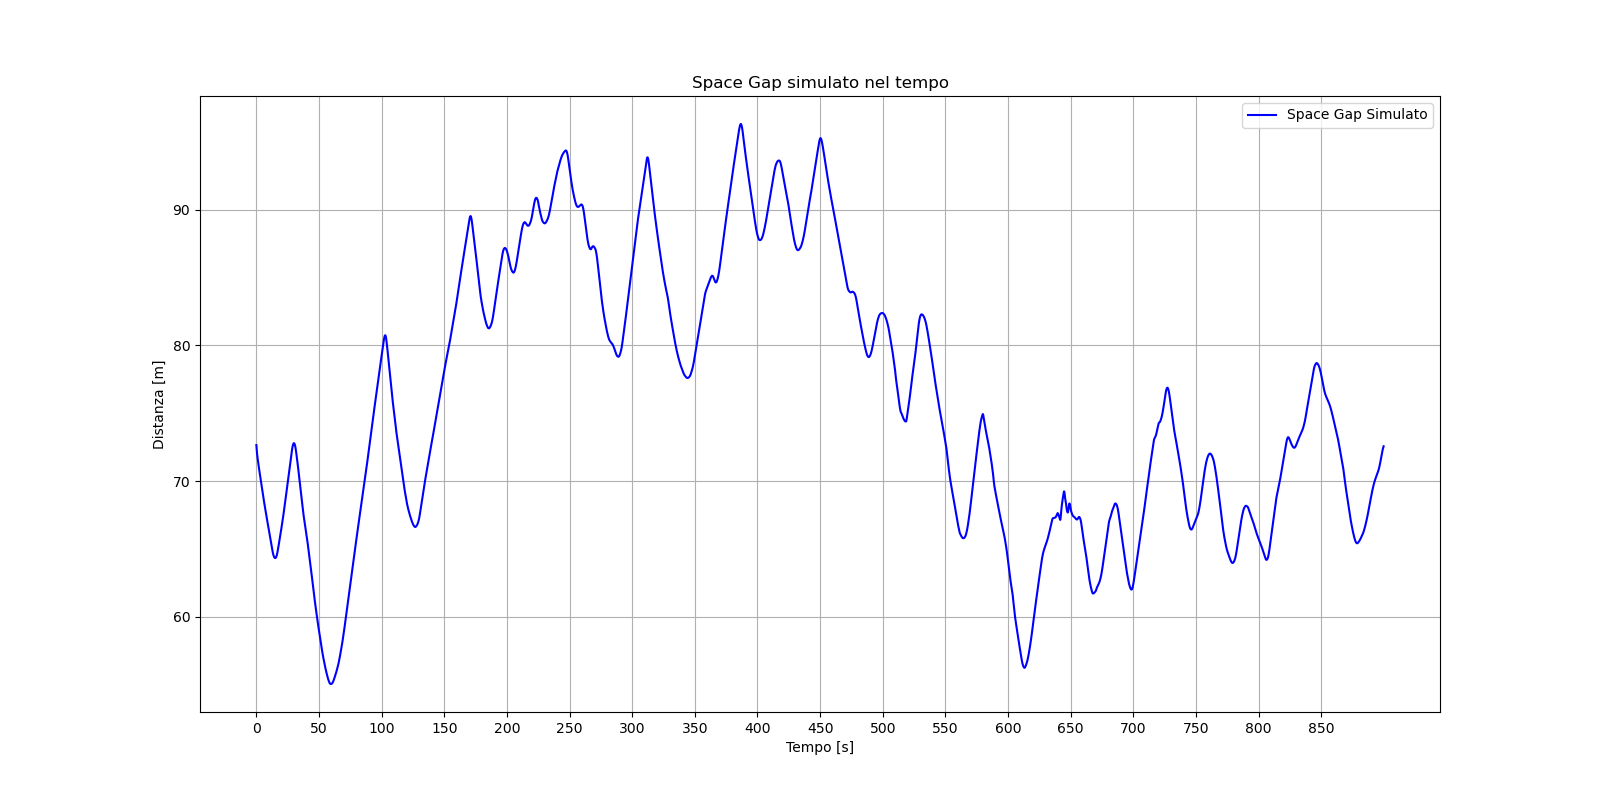 Space Gap simulato nel tempo
Space Gap Simulato
Distanza [m]
90
80
70
60
0 50 100 150 200 250 300 350 400 450 500 550 600 650 700 750 800 850
Tempo [s]